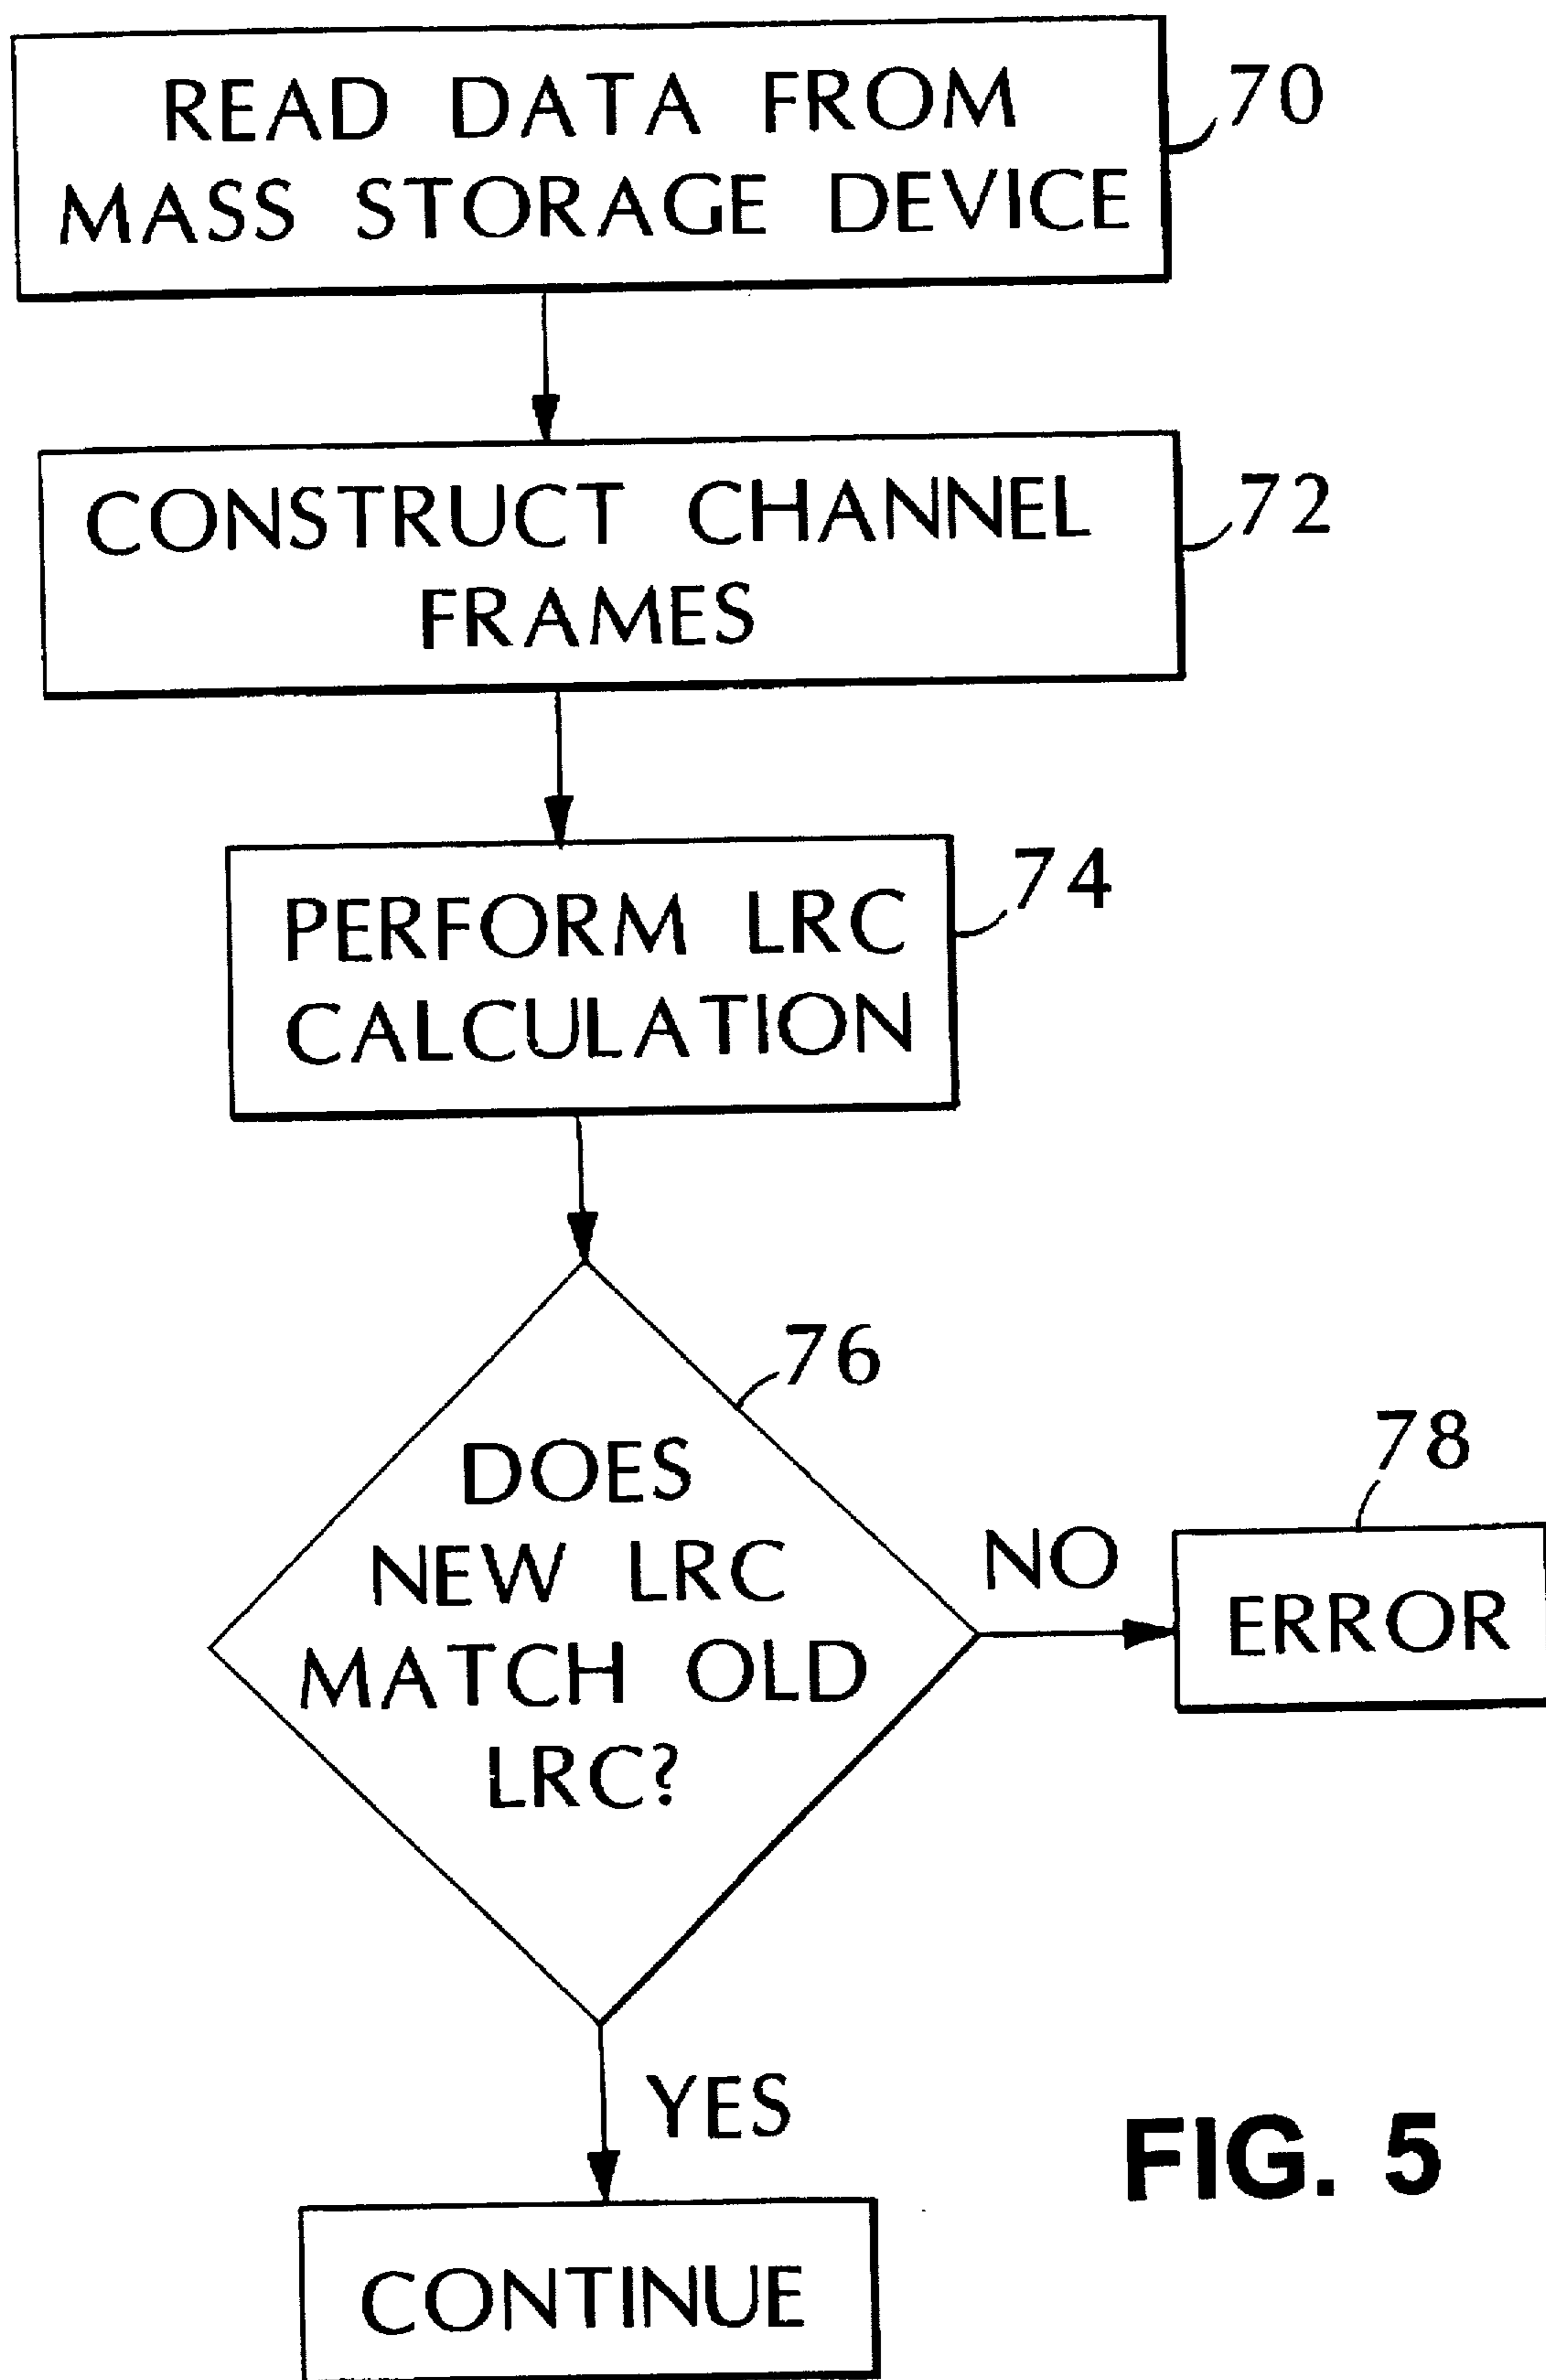 READ DATA FROM
MASS STORAGE DEVICE
70
CONSTRUCT CHANNEL
FRAMES
72
PERFORM LRC
CALCULATION
74
76
DOES
NEW LRC
MATCH OLD
LRC?
NO
78
ERROR
YES
CONTINUE
FIG. 5